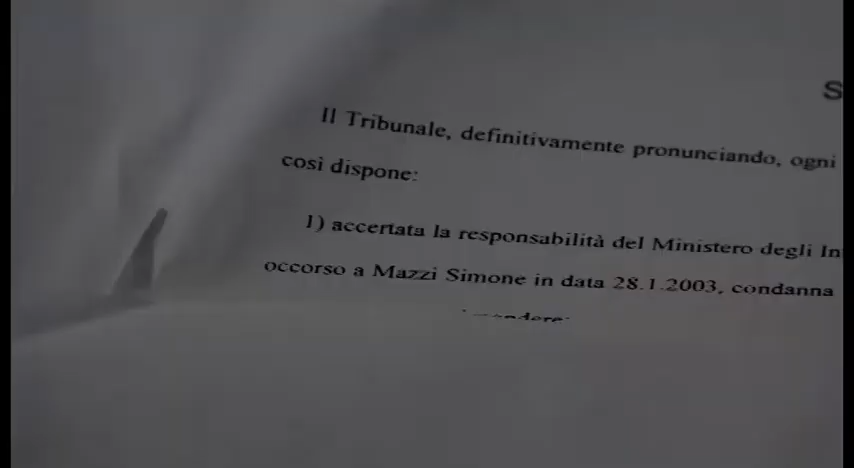 S
Il Tribunale, definitivamente pronunciando, ogni
così dispone:
1) accertata la responsabilità del Ministero degli In
occorso a Mazzi Simone in data 28.1.2003, condanna